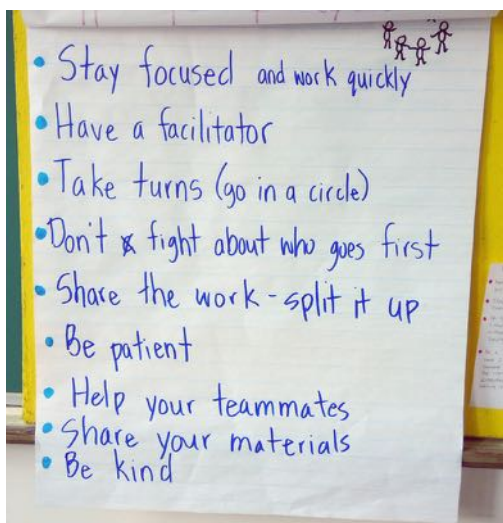 • Stay focused and work quickly
• Have a facilitator
• Take turns (go in a circle)
• Don't fight about who goes first
• Share the work - split it up
• Be patient
• Help your teammates
• Share your materials
• Be kind